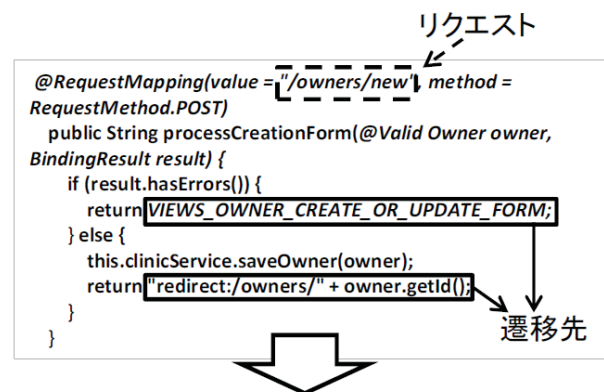 リクエスト
@RequestMapping(value = "/owners/new", method =
RequestMethod.POST)
public String processCreationForm(@Valid Owner owner,
BindingResult result) {
if (result.hasErrors()) {
return VIEWS_OWNER_CREATE_OR_UPDATE_FORM;
} else {
this.clinicService.saveOwner(owner);
return "redirect:/owners/" + owner.getId();
}
遷移先
}